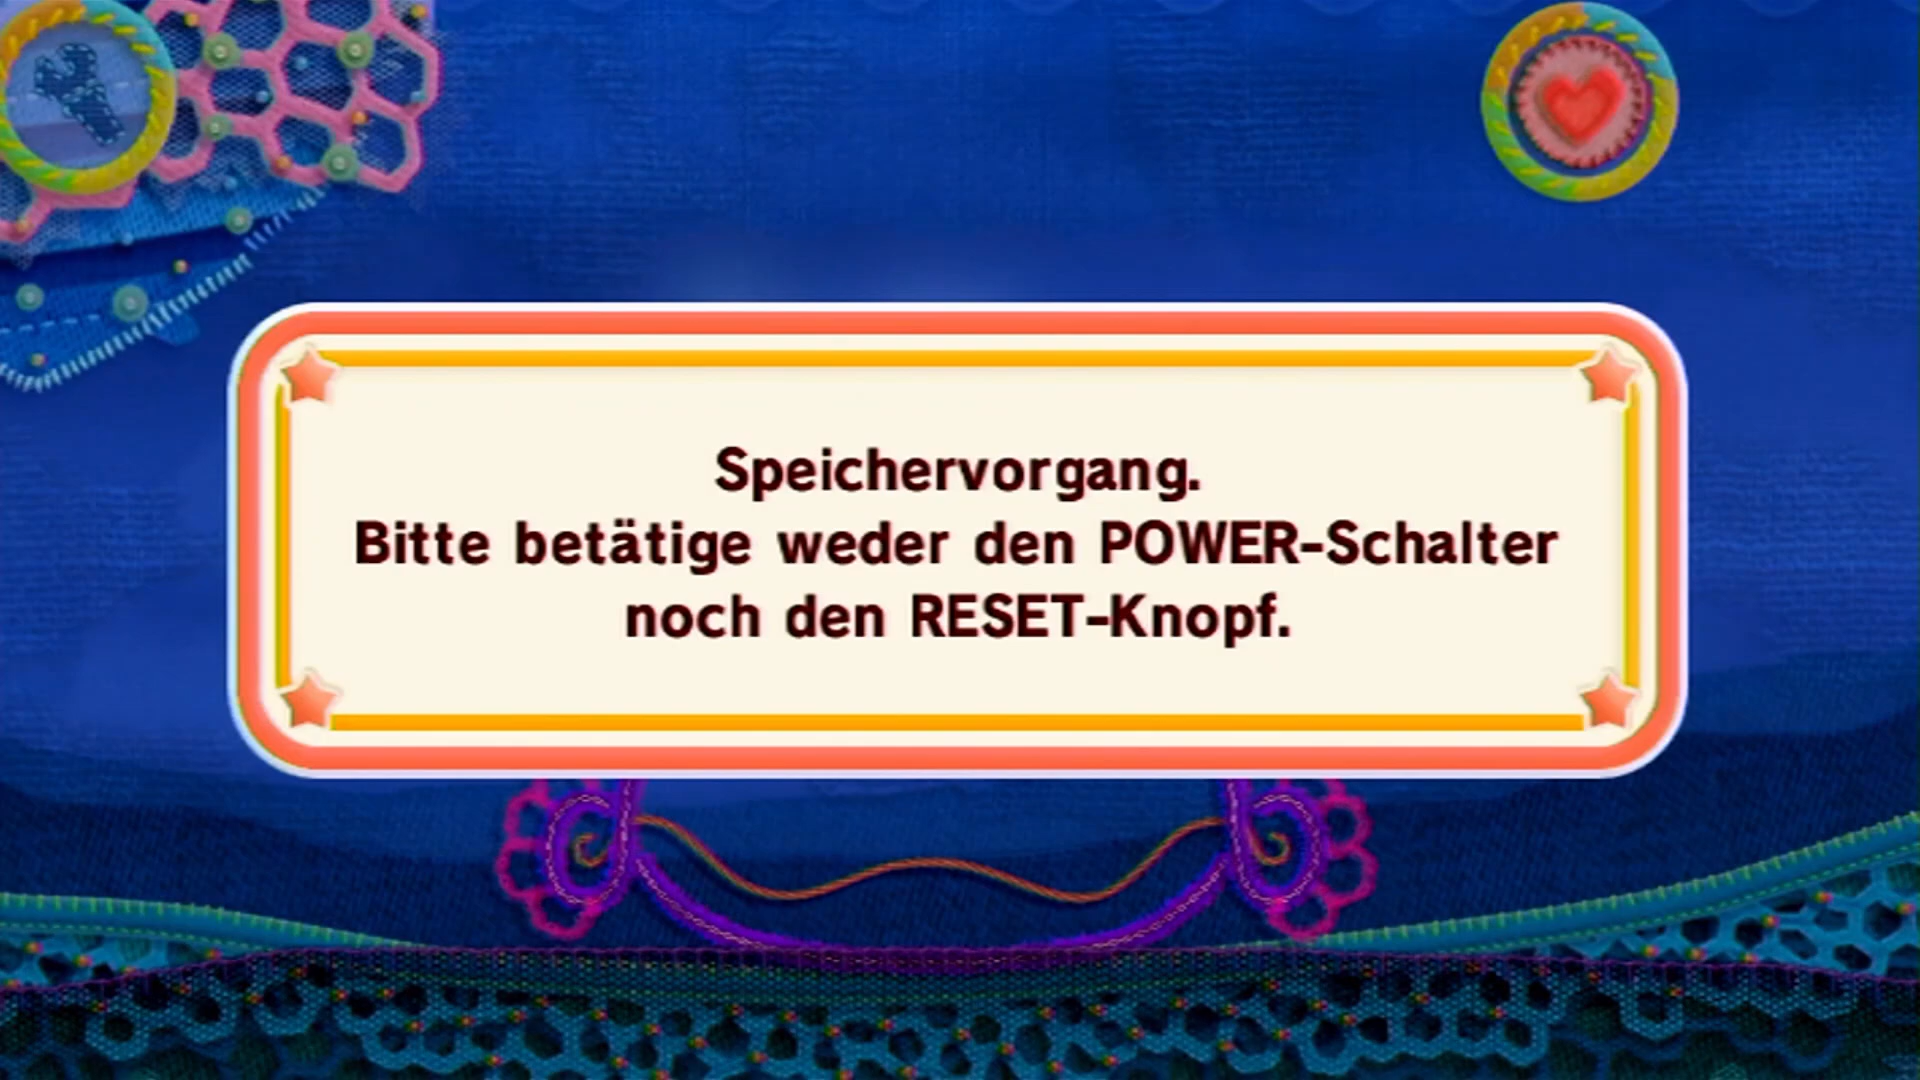 Speichervorgang.
Bitte betätige weder den POWER-Schalter
noch den RESET-Knopf.